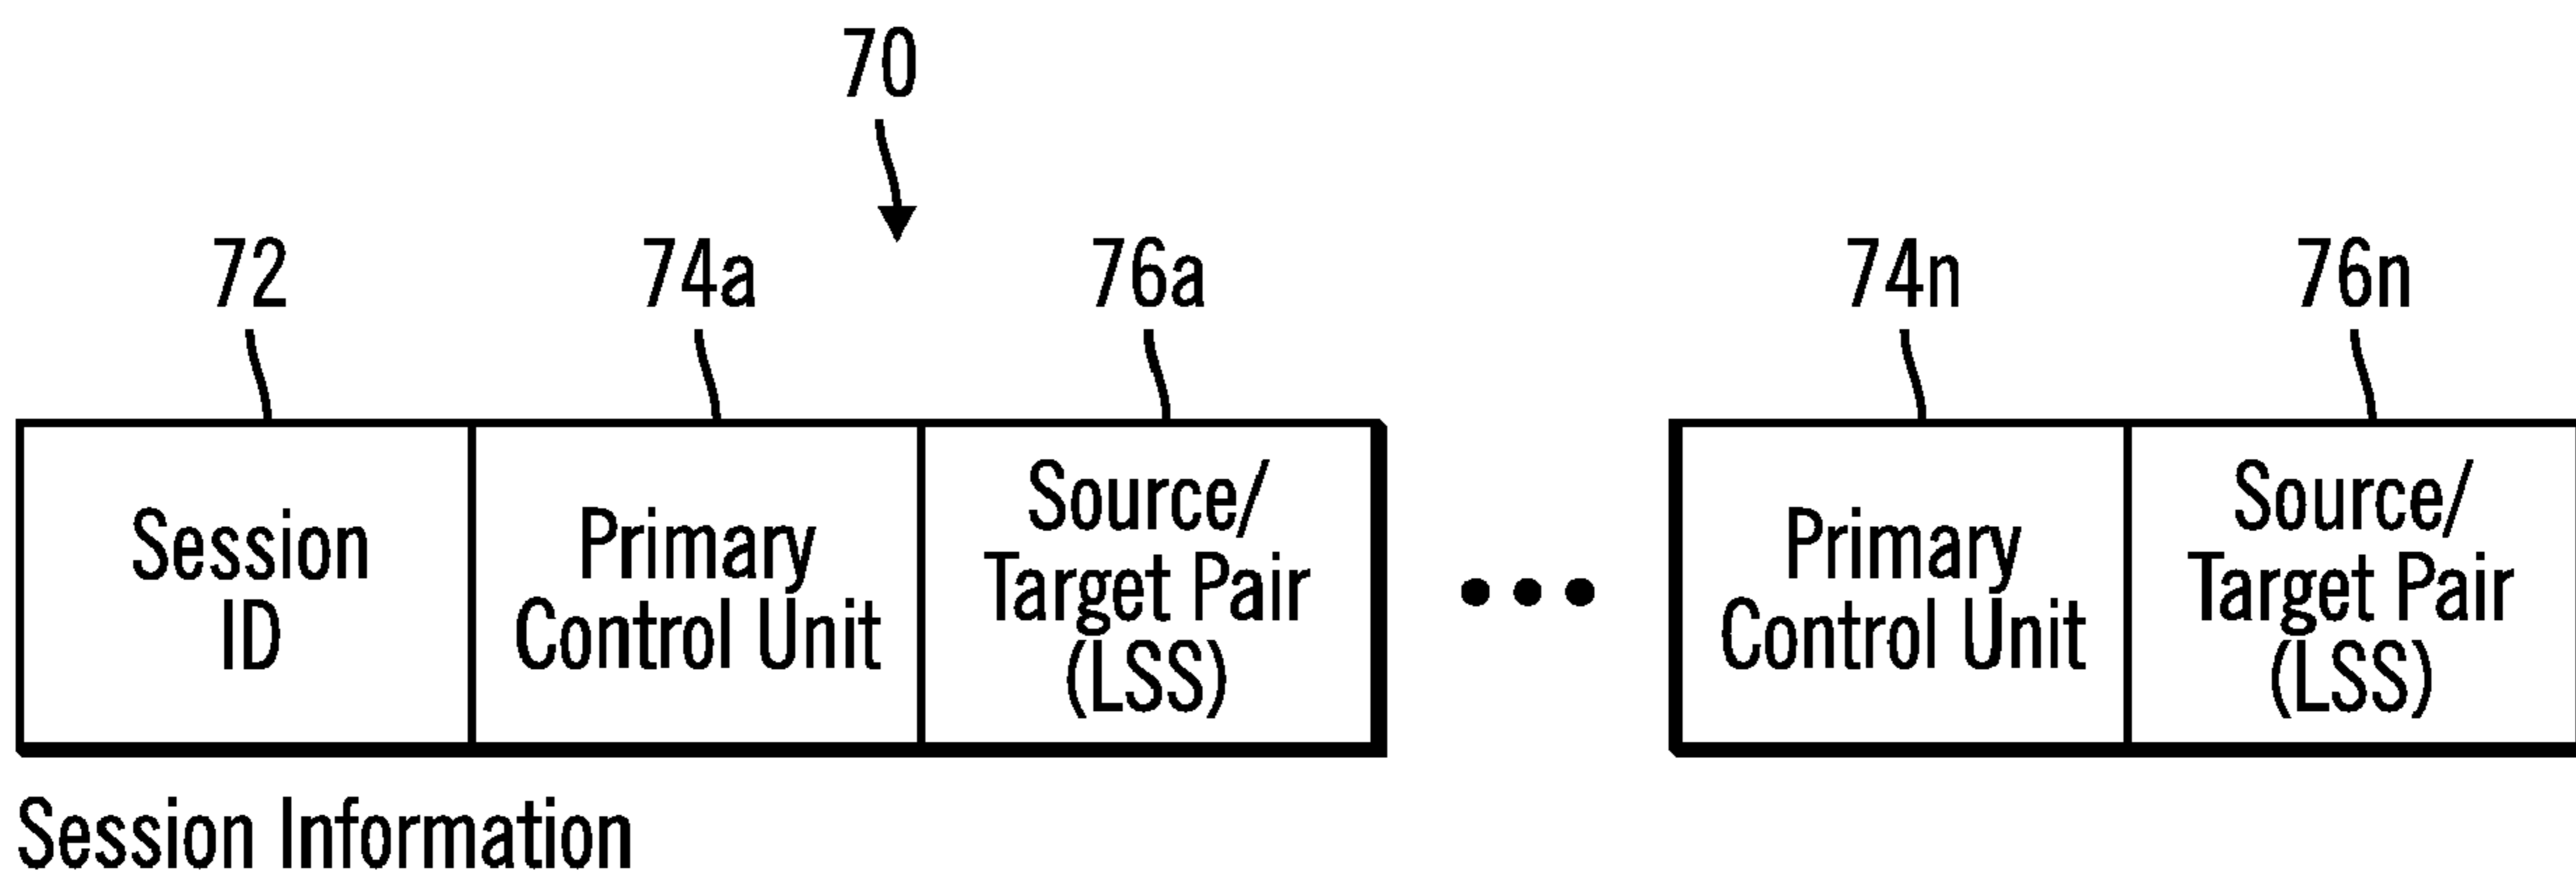 70
72
74a
76a
74n
76n
Session
ID
Primary
Control Unit
Source/
Target Pair
(LSS)
Primary
Control Unit
Source/
Target Pair
(LSS)
Session Information